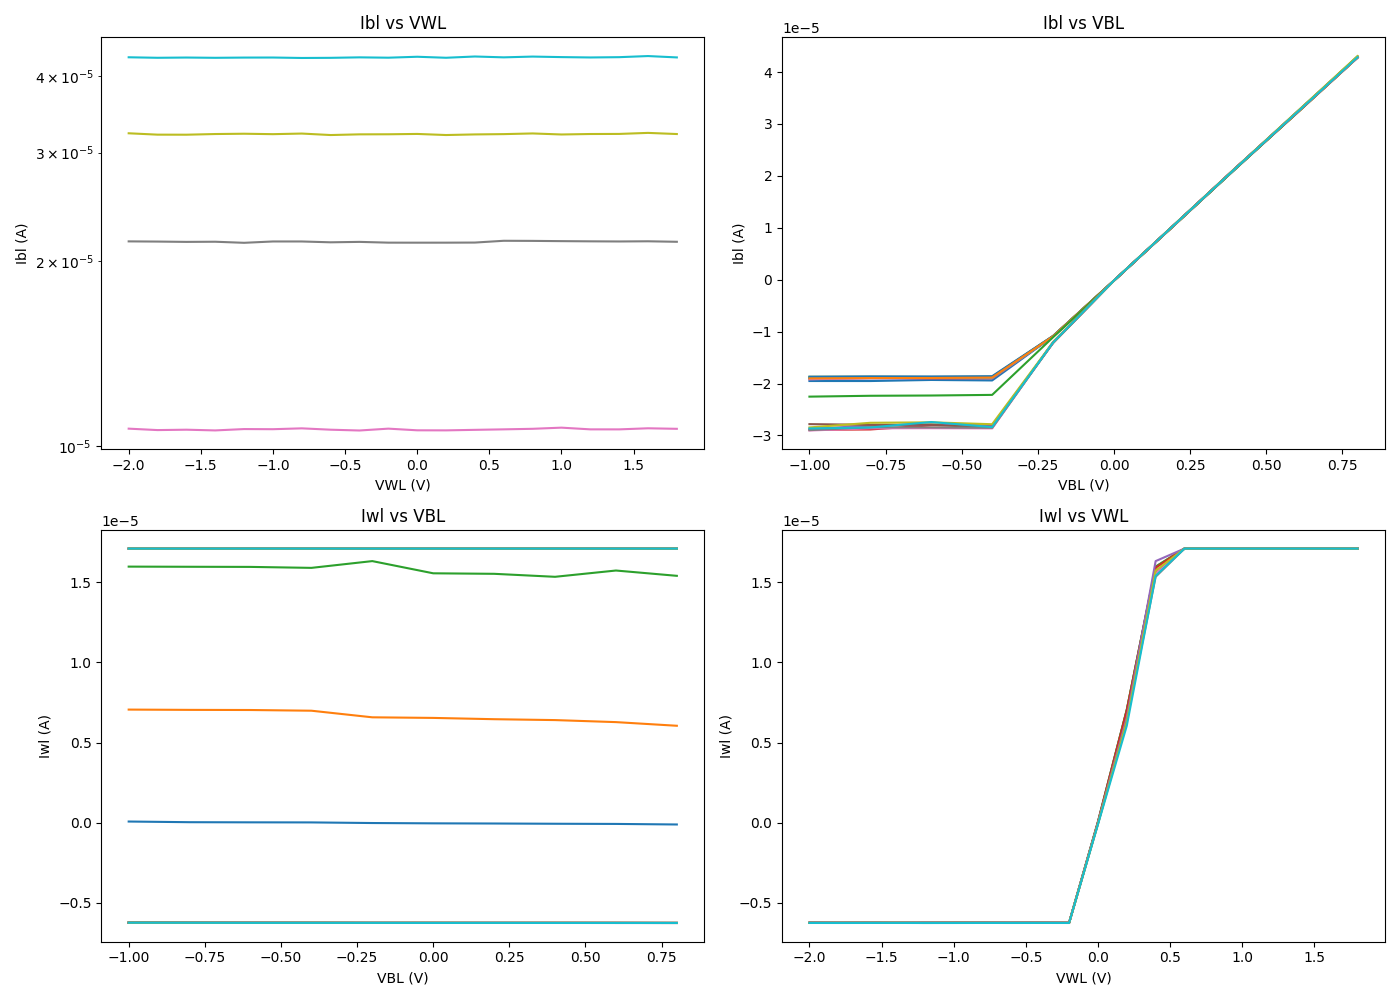 Ibl vs VWL
Ibl (A)
4 × 10⁻⁵
3 × 10⁻⁵
2 × 10⁻⁵
10⁻⁵
−2.0 −1.5 −1.0 −0.5 0.0 0.5 1.0 1.5
VWL (V)
Ibl vs VBL
1e−5
Ibl (A)
4
3
2
1
0
−1
−2
−3
−1.00 −0.75 −0.50 −0.25 0.00 0.25 0.50 0.75
VBL (V)
Iwl vs VBL
1e−5
Iwl (A)
1.5
1.0
0.5
0.0
−0.5
−1.00 −0.75 −0.50 −0.25 0.00 0.25 0.50 0.75
VBL (V)
Iwl vs VWL
1e−5
Iwl (A)
1.5
1.0
0.5
0.0
−0.5
−2.0 −1.5 −1.0 −0.5 0.0 0.5 1.0 1.5
VWL (V)